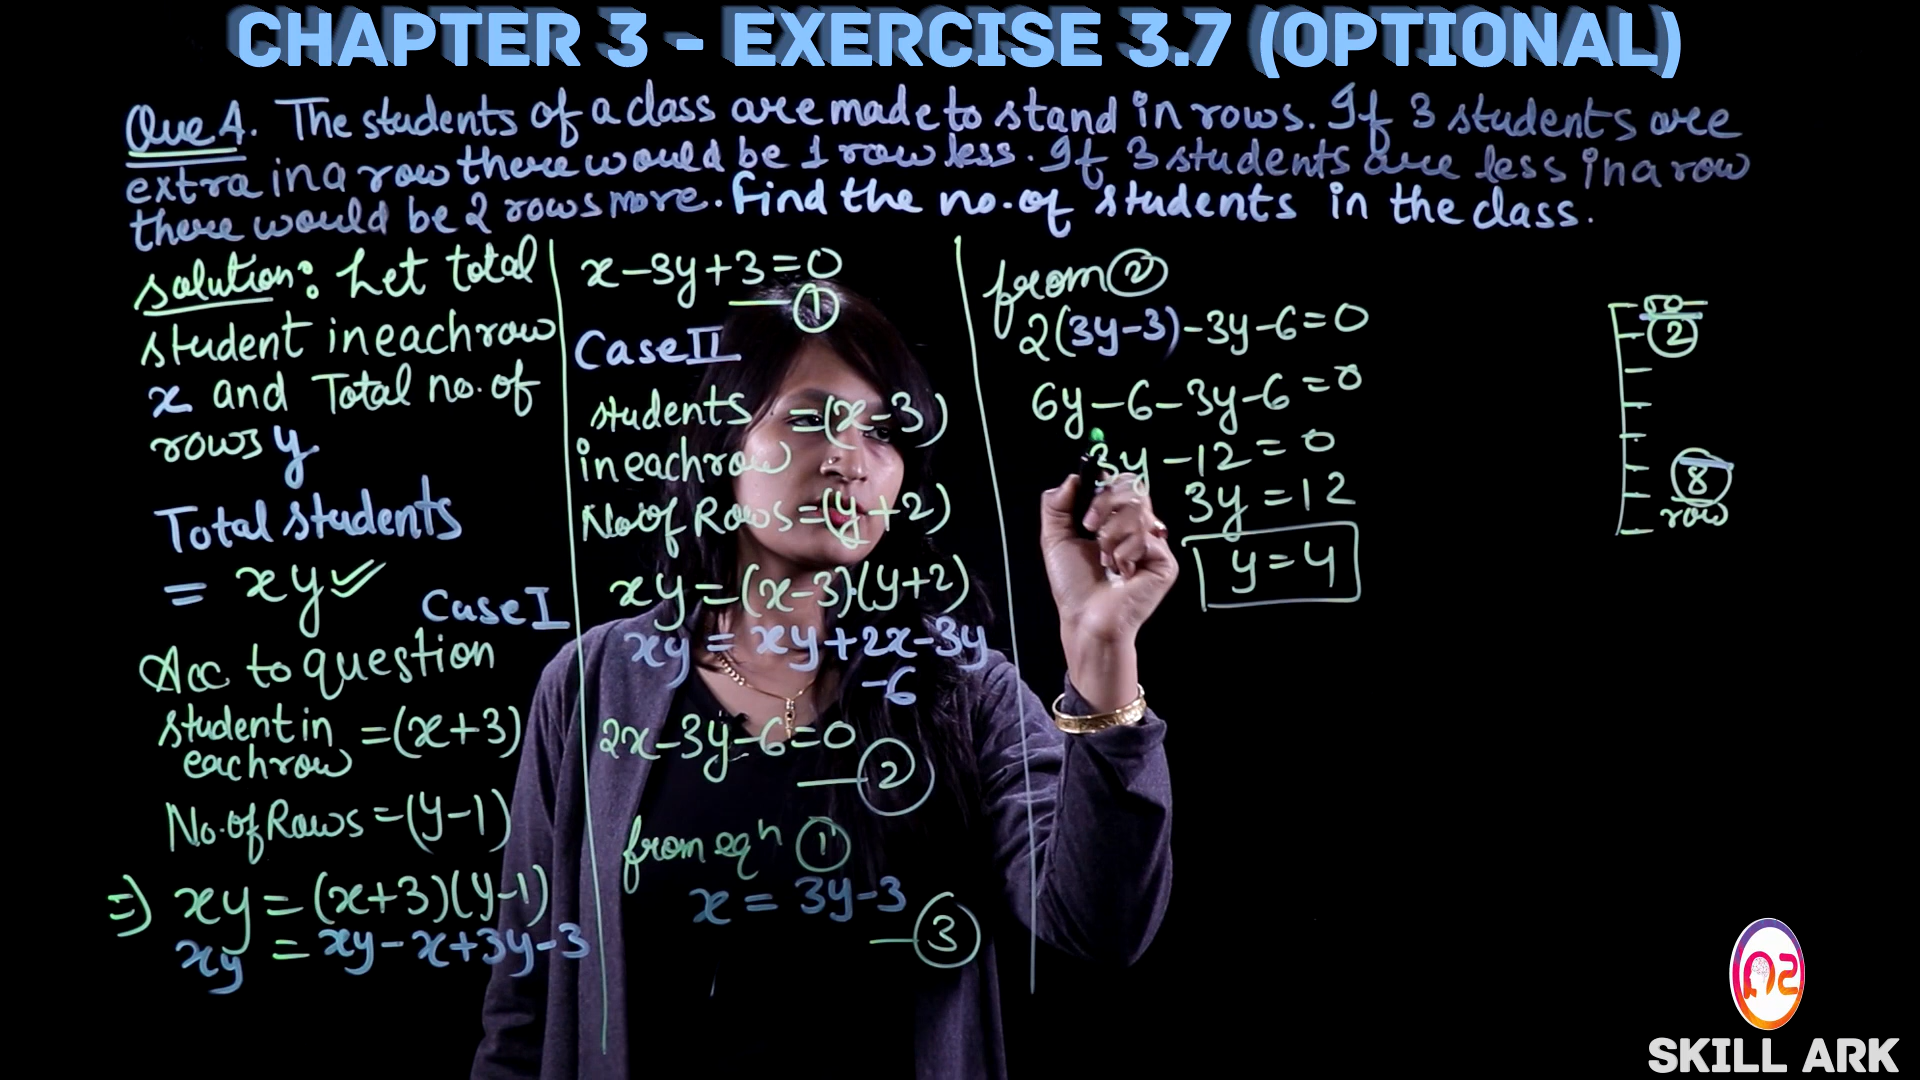 CHAPTER 3 - EXERCISE 3.7 (OPTIONAL)
Que 4. The students of a class are made to stand in rows. If 3 students are
extra in a row there would be 1 row less. If 3 students are less in a row
there would be 2 rows more. Find the no. of students in the class.
solution: Let total
student in each row
x and Total no. of
rows y
Total students
= xy ✓
Case I
Acc to question
student in
each row = (x+3)
No. of Rows = (y-1)
=) xy = (x+3)(y-1)
xy = xy-x+3y-3
x-3y+3=0
1
Case II
students
in each row = (x-3)
No of Rows = (y+2)
xy = (x-3).(y+2)
xy = xy+2x-3y
-6
2x-3y-6=0
2
from eqn 1
x = 3y-3
3
from 2
2(3y-3)-3y-6=0
6y-6-3y-6=0
3y-12=0
3y=12
y=4
50
2
8
row
SKILL ARK